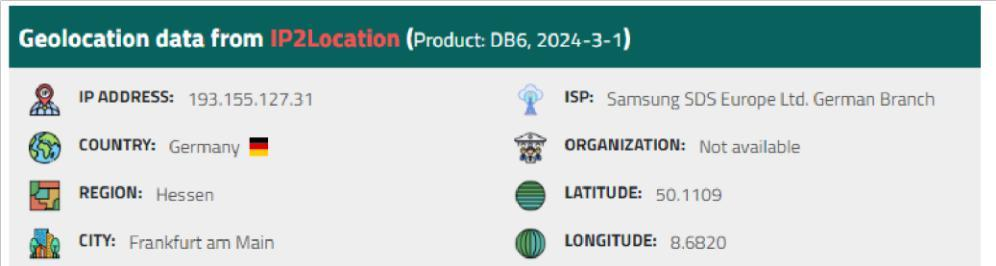 Geolocation data from IP2Location (Product: DB6, 2024-3-1)
IP ADDRESS: 193.155.127.31
ISP: Samsung SDS Europe Ltd. German Branch
COUNTRY: Germany
ORGANIZATION: Not available
REGION: Hessen
LATITUDE: 50.1109
CITY: Frankfurt am Main
LONGITUDE: 8.6820